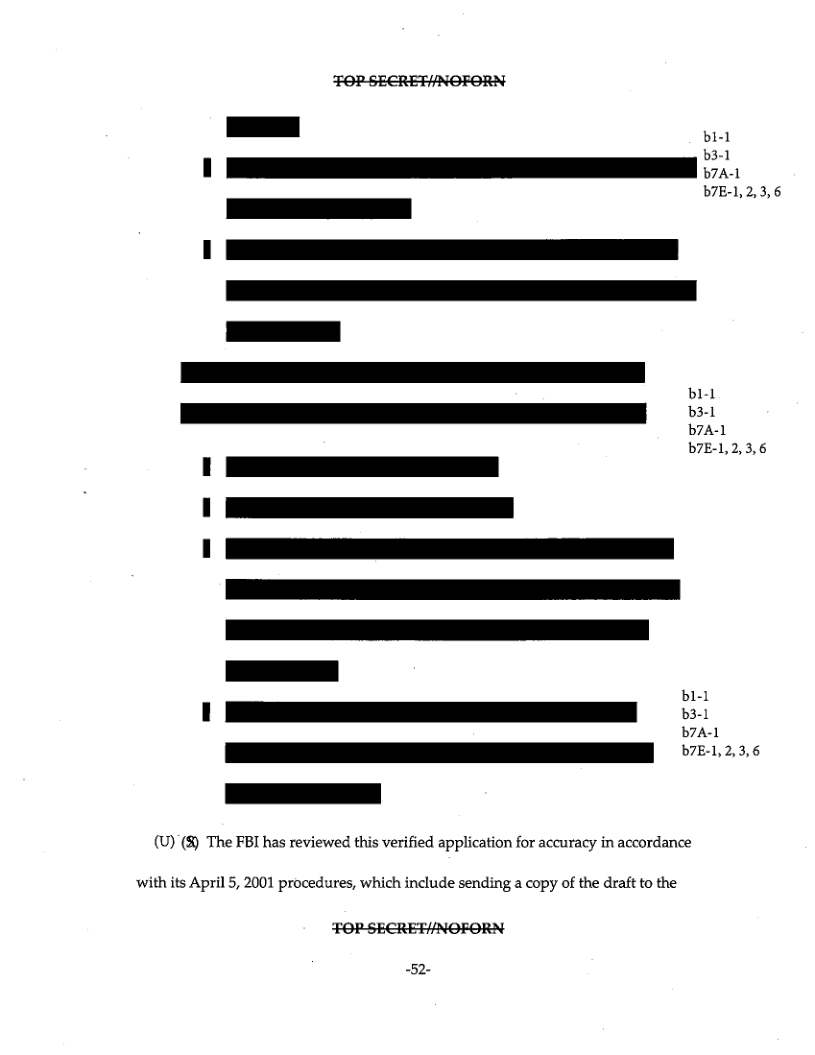 TOP SECRET//NOFORN
b1-1
b3-1
b7A-1
b7E-1, 2, 3, 6
b1-1
b3-1
b7A-1
b7E-1, 2, 3, 6
b1-1
b3-1
b7A-1
b7E-1, 2, 3, 6
(U) (S) The FBI has reviewed this verified application for accuracy in accordance
with its April 5, 2001 procedures, which include sending a copy of the draft to the
TOP SECRET//NOFORN
-52-